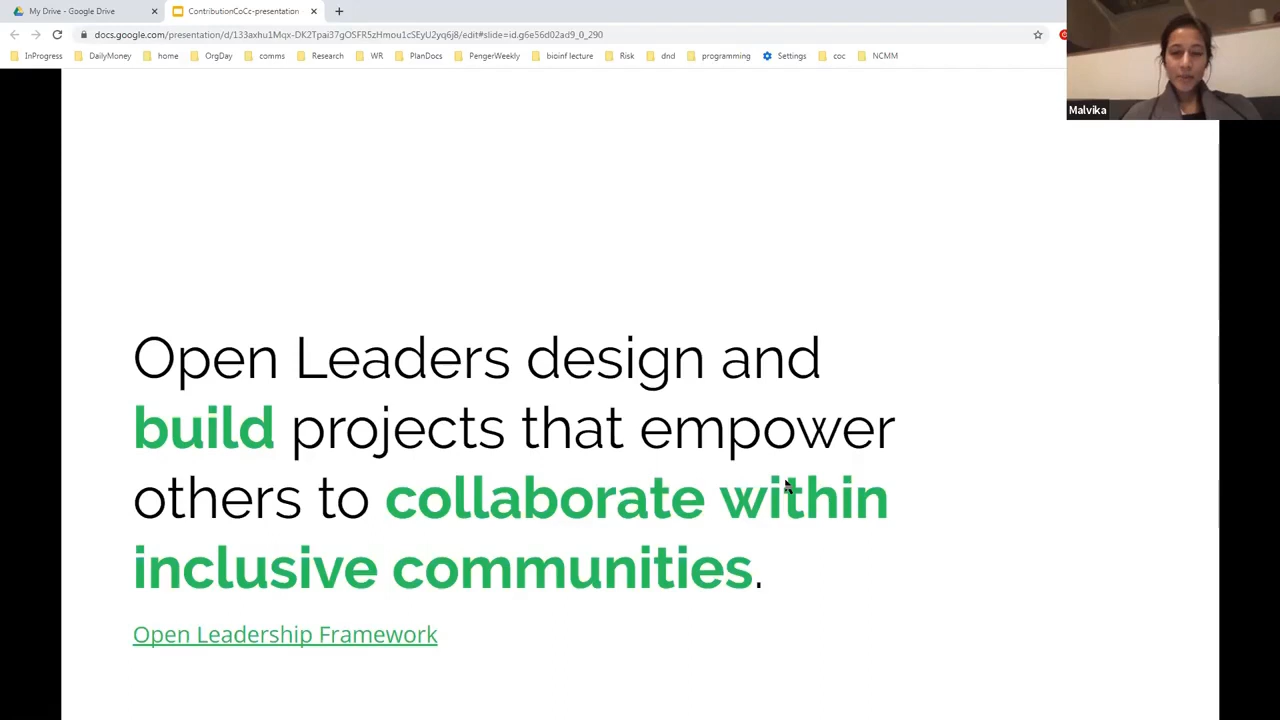 My Drive - Google Drive
ContributionCoCc-presentation
docs.google.com/presentation/d/133axhu1Mqx-DK2Tpai37gOSFR5zHmou1cSEyU2yq6j8/edit#slide=id.g6e56d02ad9_0_290
InProgress DailyMoney home OrgDay comms Research WR PlanDocs PengerWeekly bioinf lecture Risk dnd programming Settings coc NCMM
Malvika
Open Leaders design and
build projects that empower
others to collaborate within
inclusive communities.
Open Leadership Framework